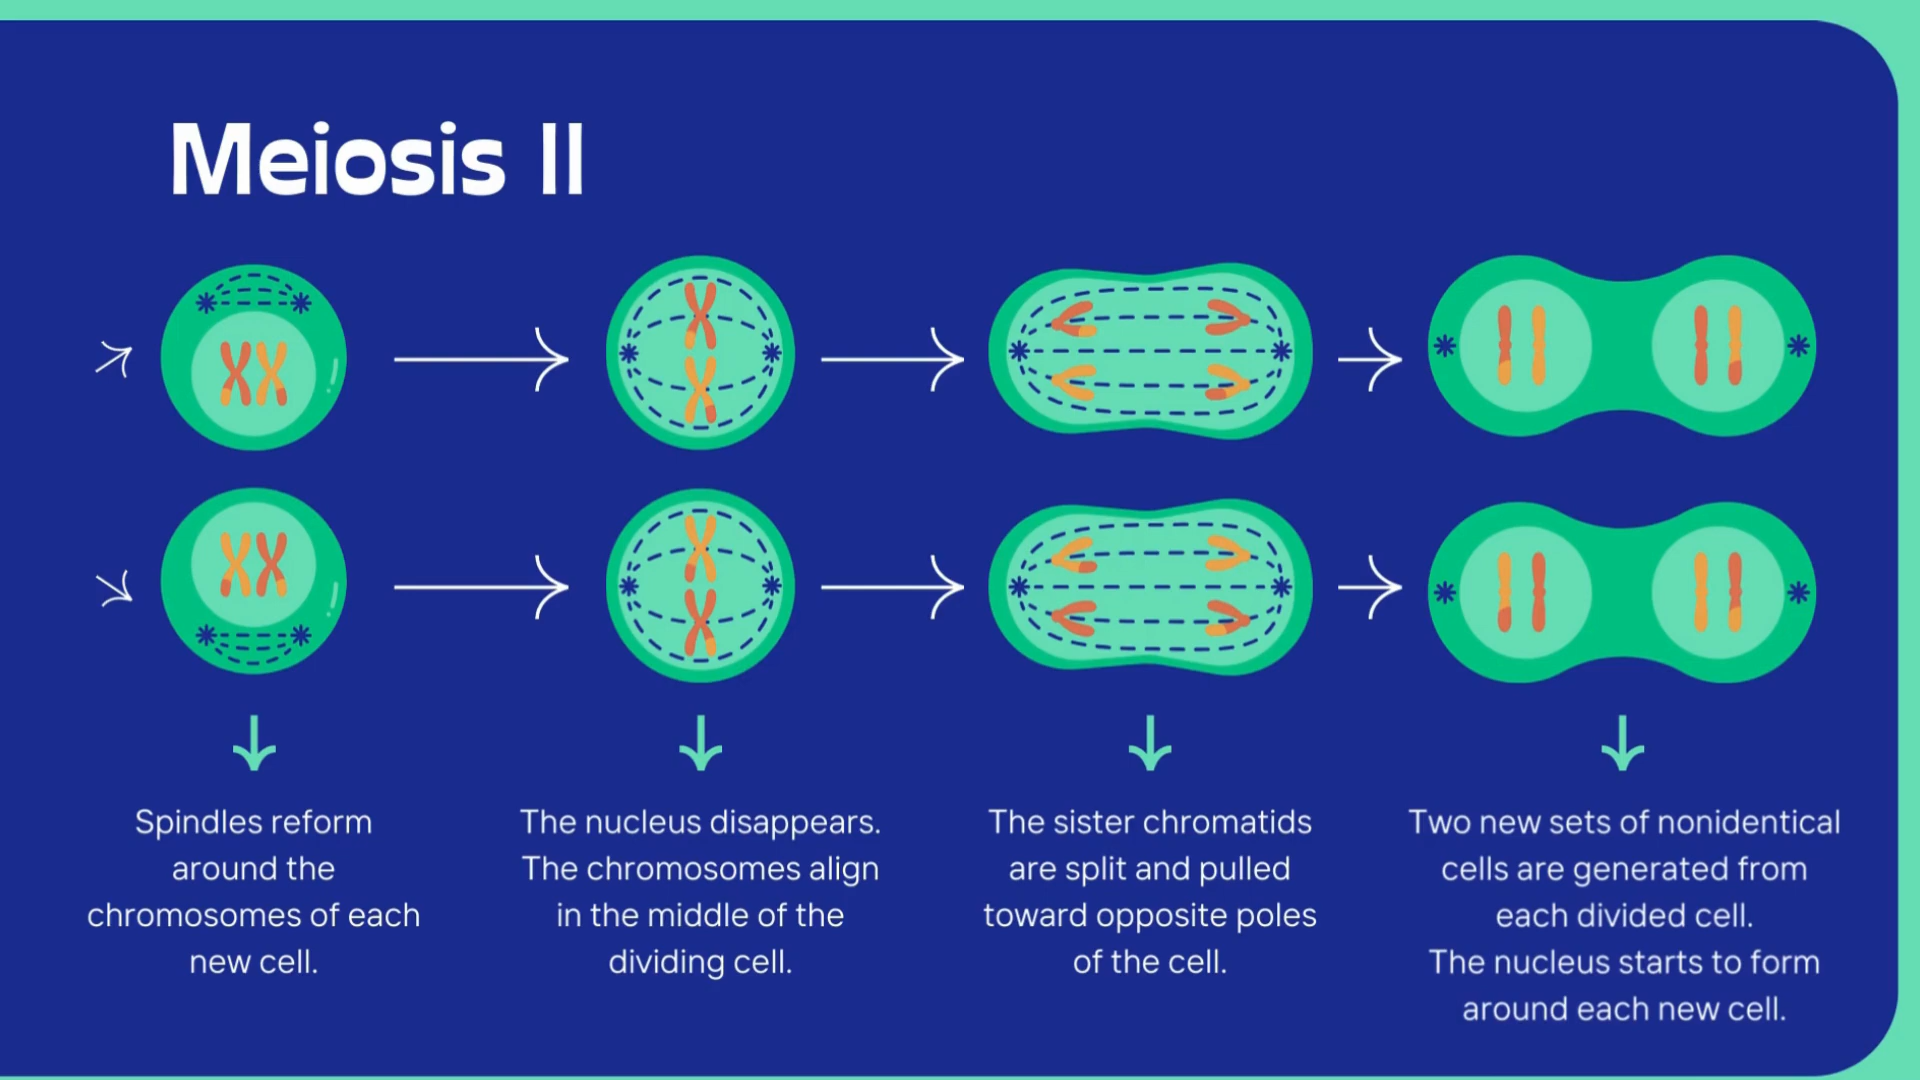 Meiosis II
Spindles reform
around the
chromosomes of each
new cell.
The nucleus disappears.
The chromosomes align
in the middle of the
dividing cell.
The sister chromatids
are split and pulled
toward opposite poles
of the cell.
Two new sets of nonidentical
cells are generated from
each divided cell.
The nucleus starts to form
around each new cell.